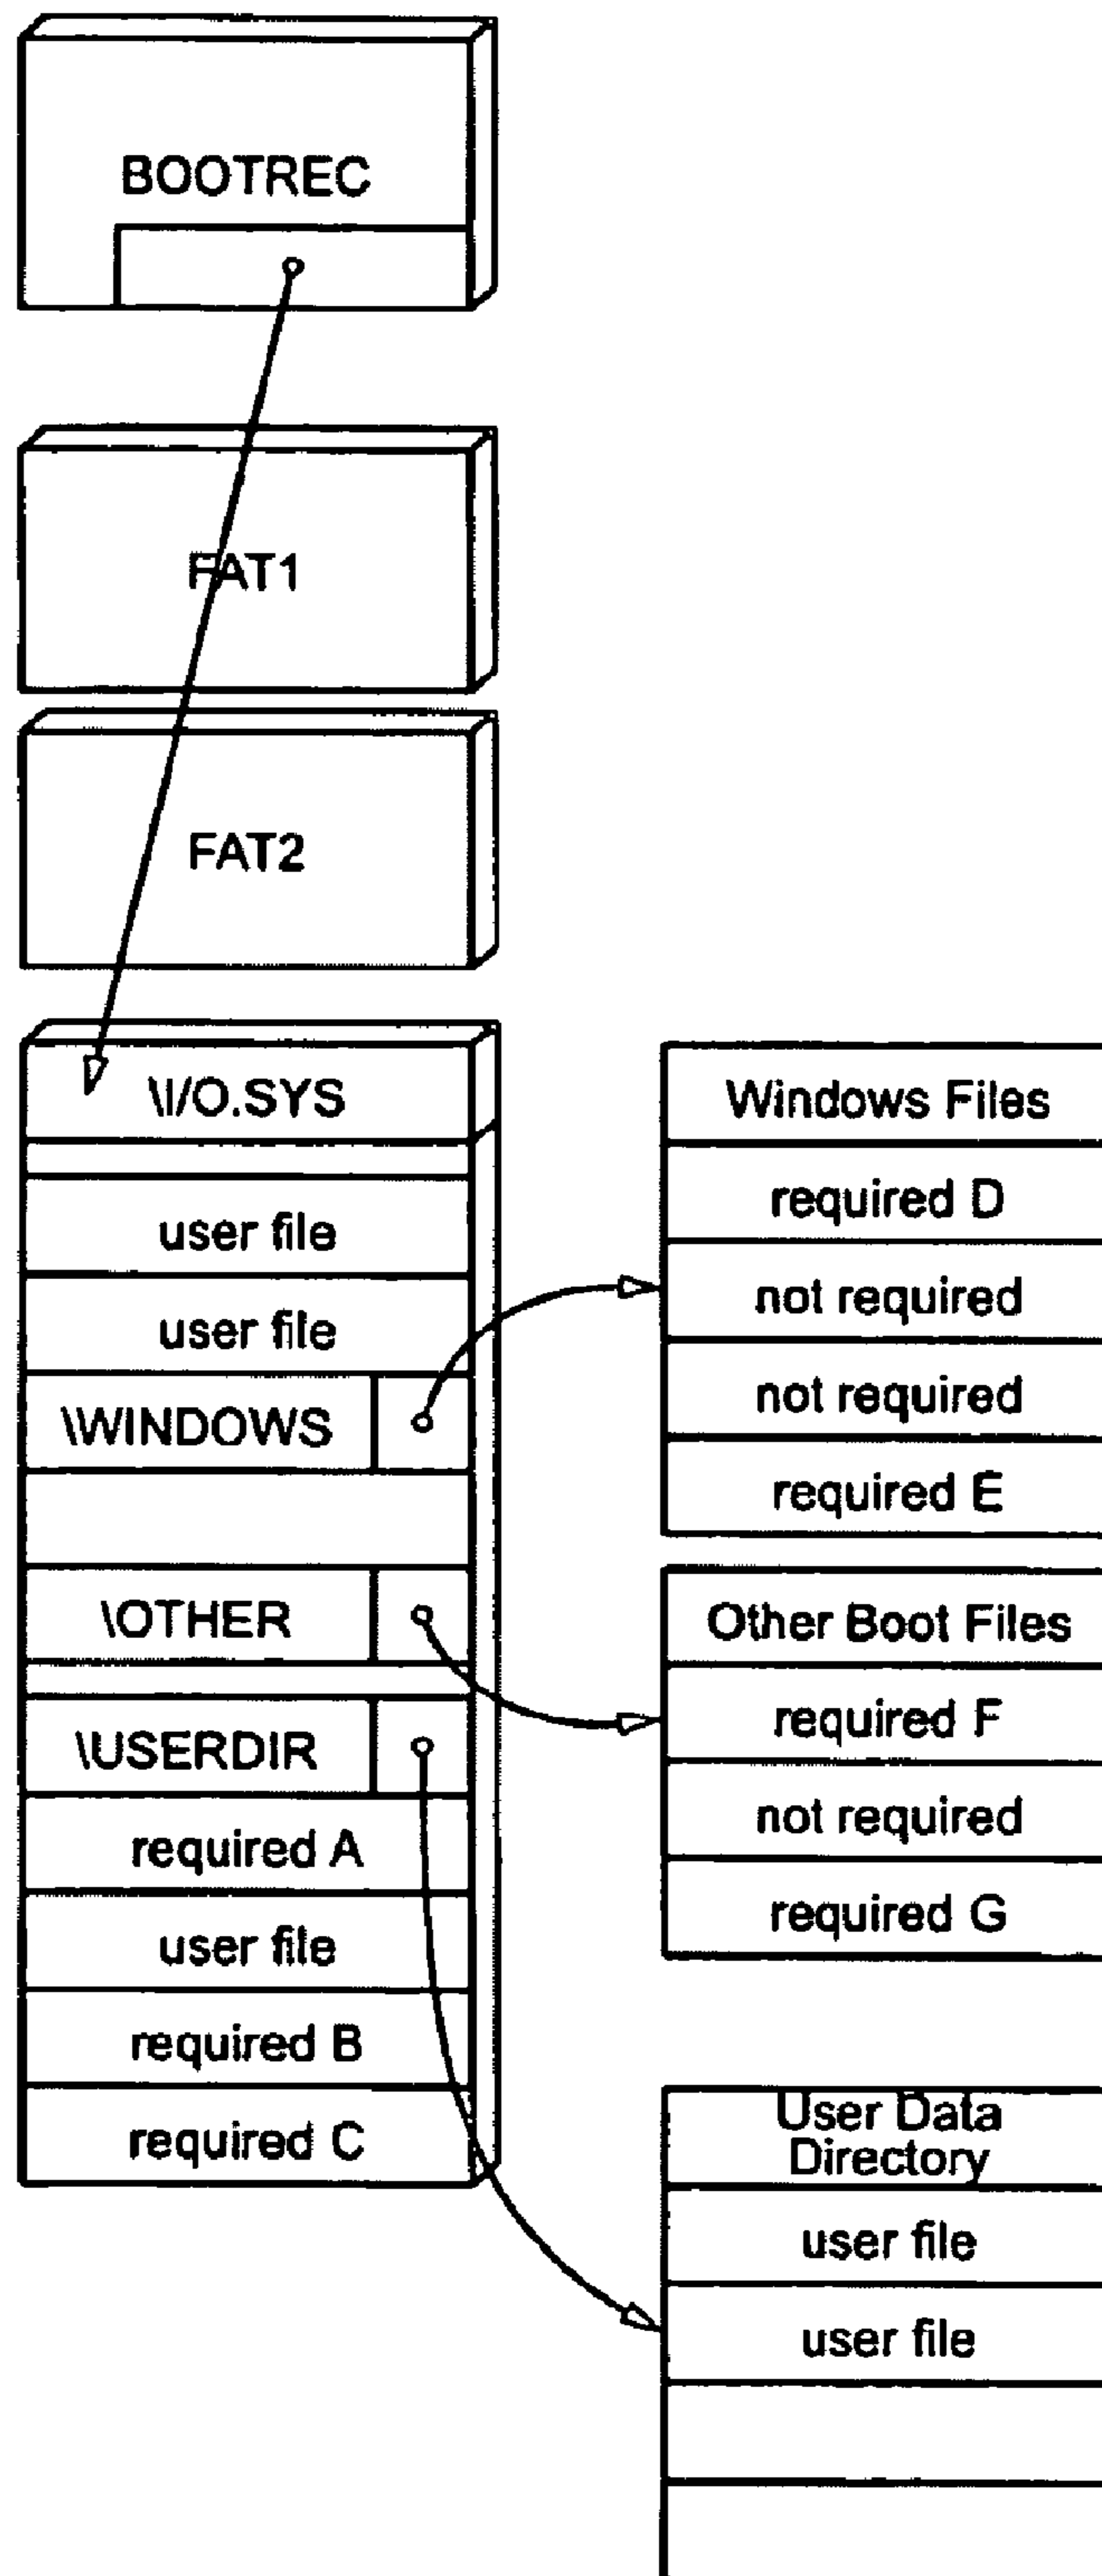 BOOTREC
FAT1
FAT2
\I/O.SYS
user file
user file
\WINDOWS
\OTHER
\USERDIR
required A
user file
required B
required C
Windows Files
required D
not required
not required
required E
Other Boot Files
required F
not required
required G
User Data
Directory
user file
user file